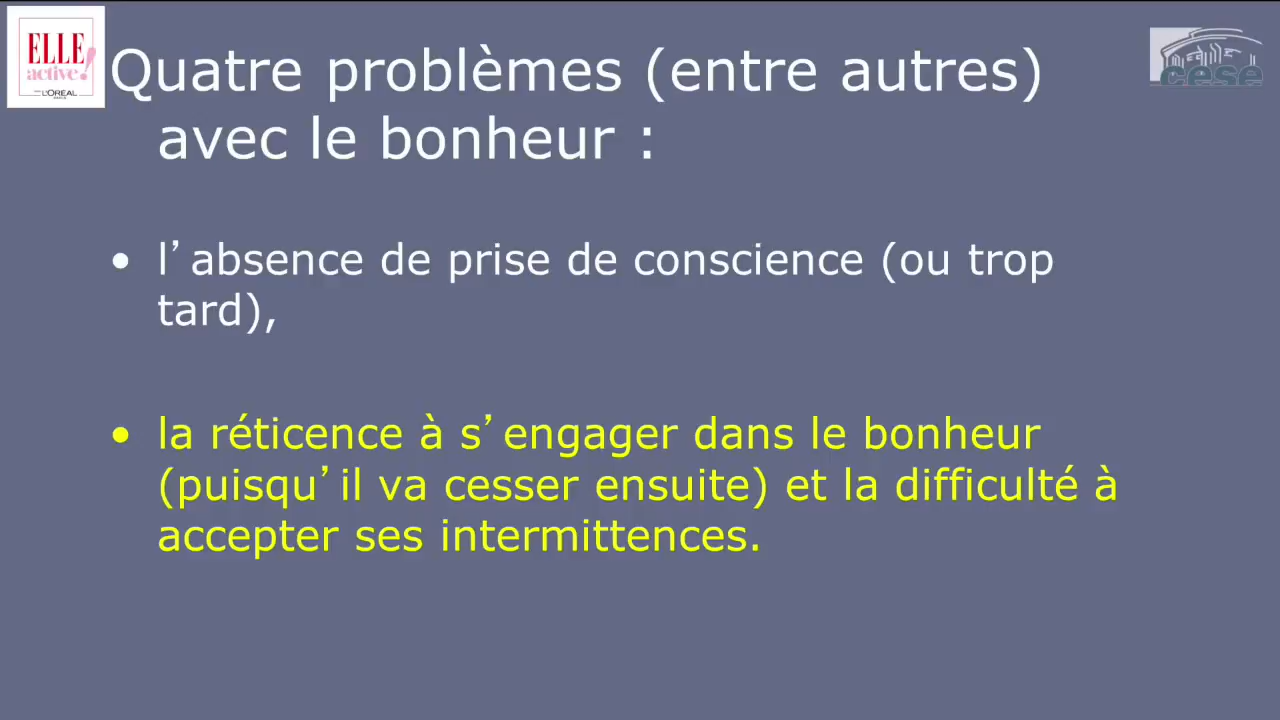 ELLE
active!
L'ORÉAL
PARIS
cese
Quatre problèmes (entre autres)
avec le bonheur :
• l’absence de prise de conscience (ou trop
tard),
• la réticence à s’engager dans le bonheur
(puisqu’il va cesser ensuite) et la difficulté à
accepter ses intermittences.